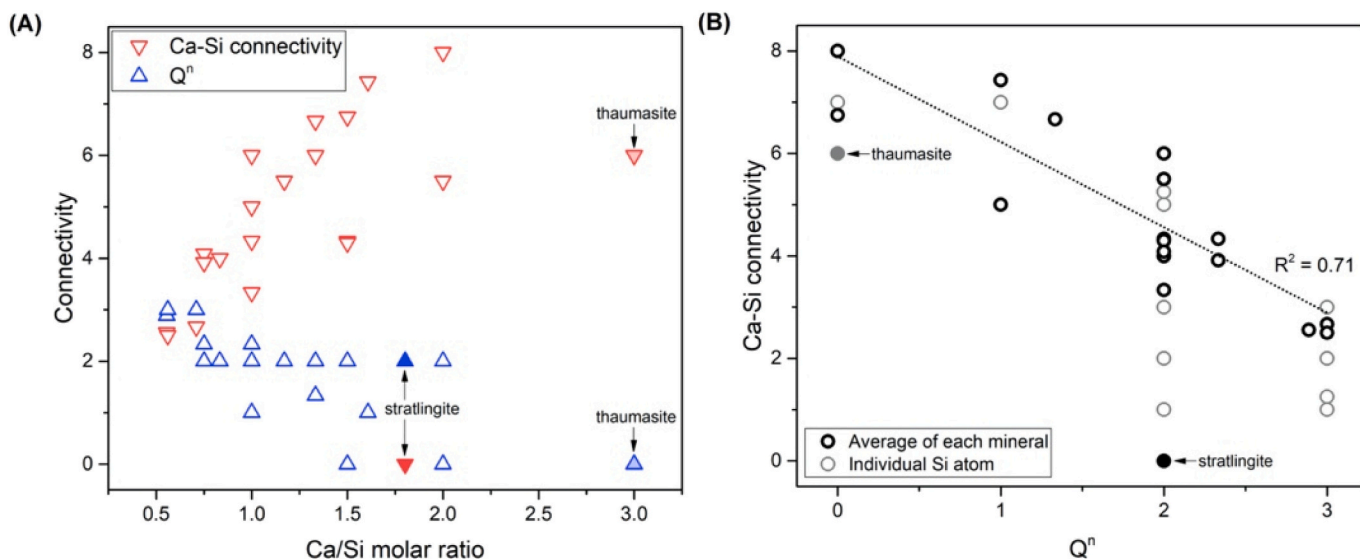 (A)
8
6
4
2
0
Connectivity
Ca-Si connectivity
Qⁿ
thaumasite
stratlingite
thaumasite
0.5 1.0 1.5 2.0 2.5 3.0
Ca/Si molar ratio
(B)
8
6
4
2
0
Ca-Si connectivity
thaumasite
R² = 0.71
Average of each mineral
Individual Si atom
stratlingite
0 1 2 3
Qⁿ